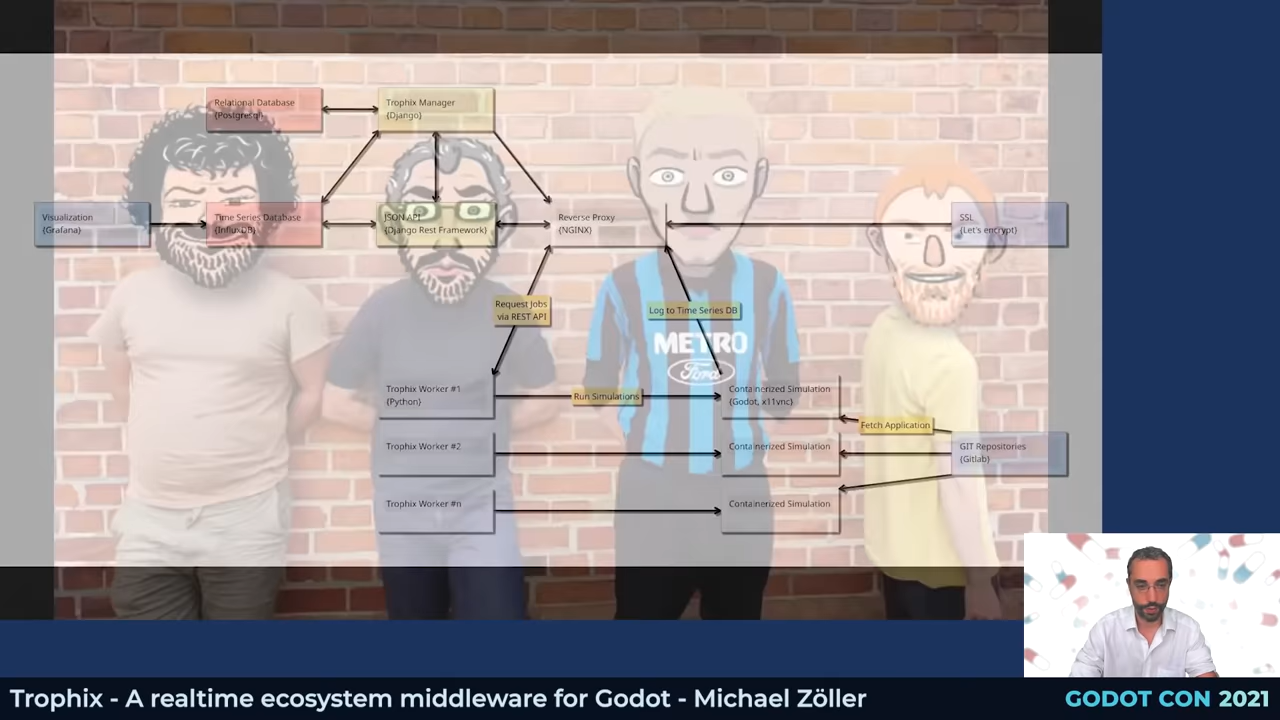 Relational Database
{Postgresql}
Trophix Manager
{Django}
Visualization
{Grafana}
Time Series Database
{InfluxDB}
JSON API
{Django Rest Framework}
Reverse Proxy
{NGINX}
SSL
{Let's encrypt}
Request Jobs
via REST API
Log to Time Series DB
METRO
Ford
Trophix Worker #1
{Python}
Run Simulations
Containerized Simulation
{Godot, x11vnc}
Fetch Application
Trophix Worker #2
Containerized Simulation
GIT Repositories
{Gitlab}
Trophix Worker #n
Containerized Simulation
Trophix - A realtime ecosystem middleware for Godot - Michael Zöller
GODOT CON 2021